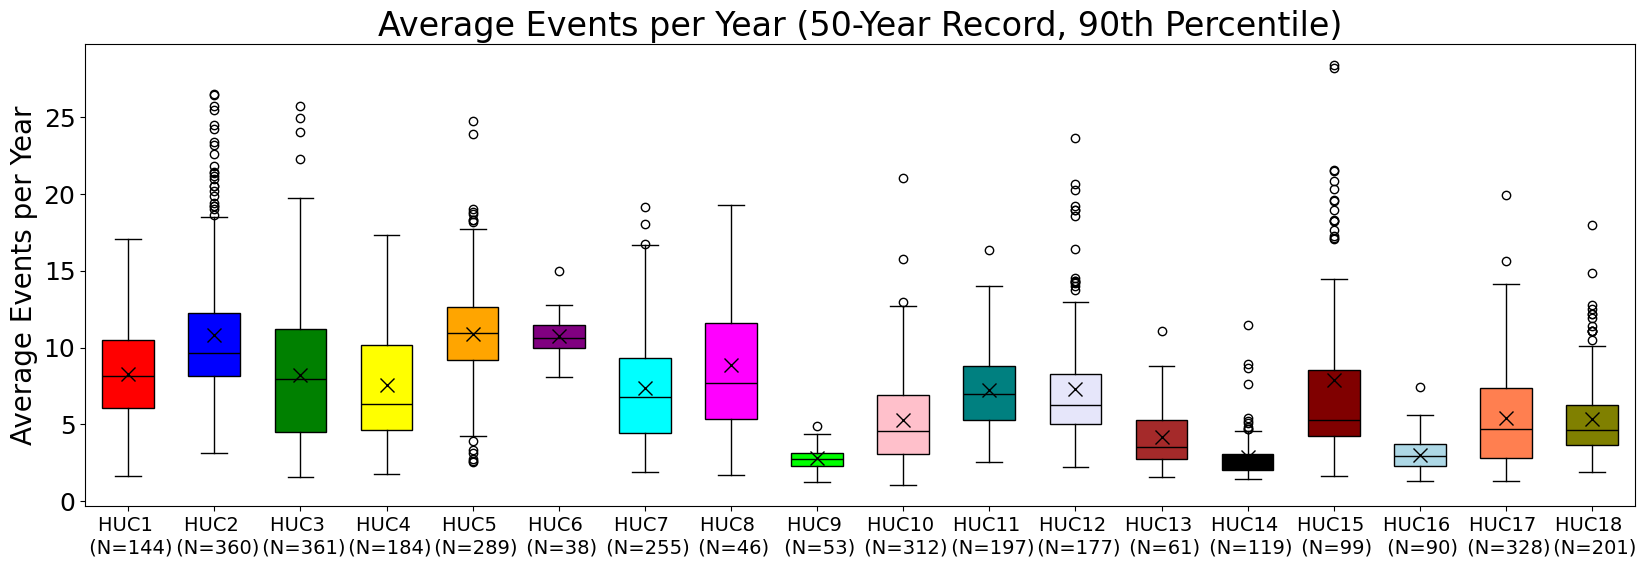 Average Events per Year (50-Year Record, 90th Percentile)
Average Events per Year
25
20
15
10
5
0
HUC1 HUC2 HUC3 HUC4 HUC5 HUC6 HUC7 HUC8 HUC9 HUC10 HUC11 HUC12 HUC13 HUC14 HUC15 HUC16 HUC17 HUC18
(N=144) (N=360) (N=361) (N=184) (N=289) (N=38) (N=255) (N=46) (N=53) (N=312) (N=197) (N=177) (N=61) (N=119) (N=99) (N=90) (N=328) (N=201)